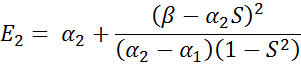 E₂ = α₂ + (β − α₂S)² / (α₂ − α₁)(1 − S²)